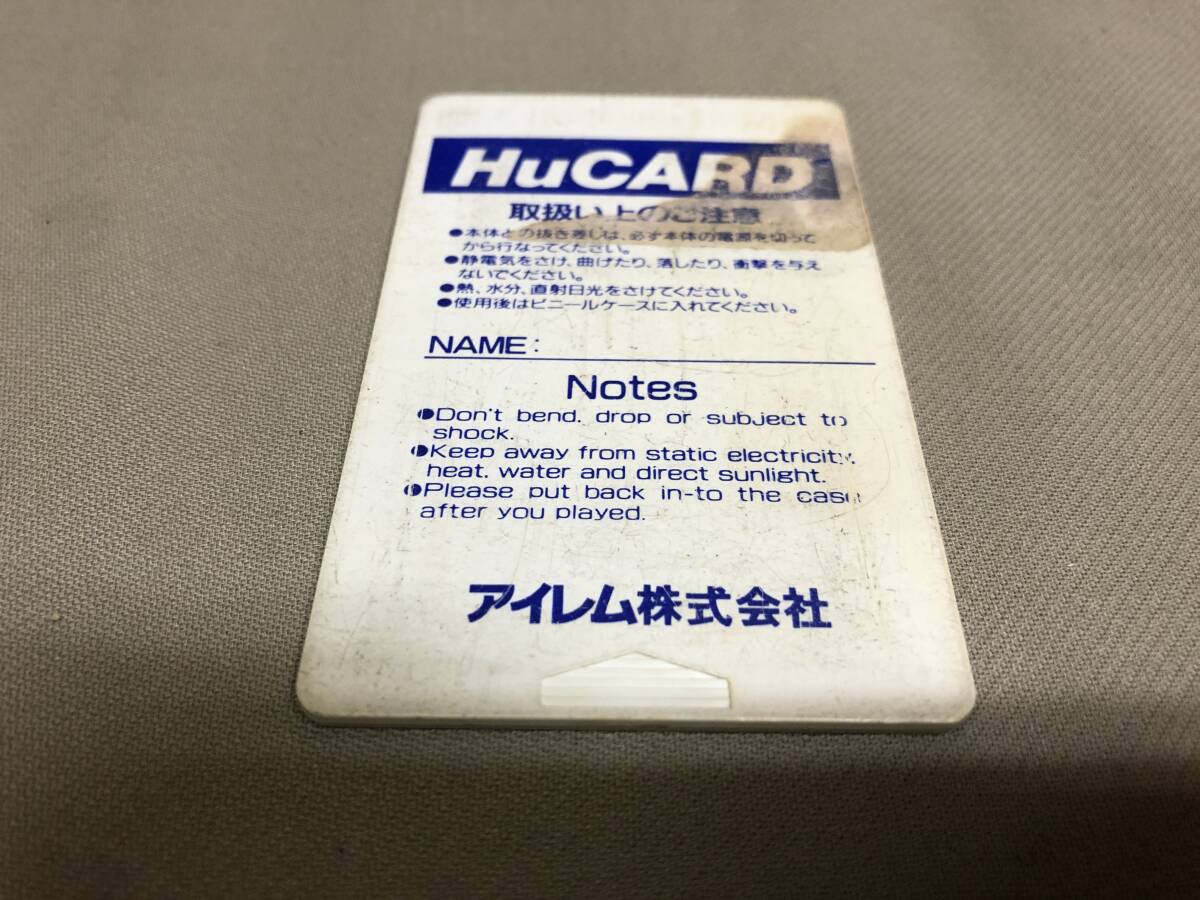 HuCARD
取扱い上のご注意
●本体との抜き差しは、必ず本体の電源を切って
から行なってください。
●静電気をさけ、曲げたり、落したり、衝撃を与え
ないでください。
●熱、水分、直射日光をさけてください。
●使用後はビニールケースに入れてください。
NAME:
Notes
●Don't bend, drop or subject to
shock.
●Keep away from static electricity,
heat, water and direct sunlight.
●Please put back in-to the case
after you played.
アイレム株式会社